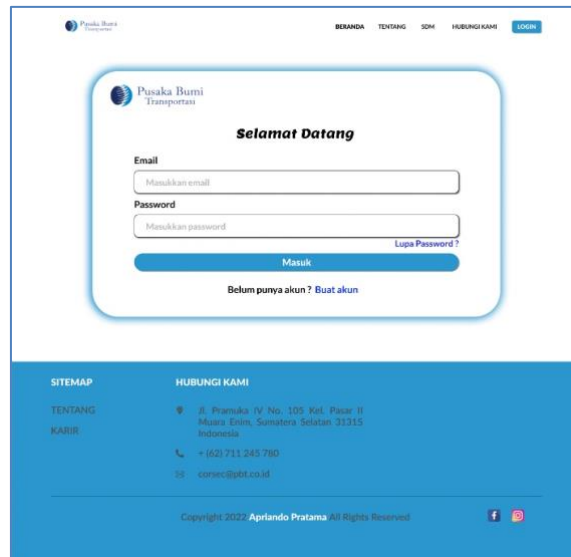 Pusaka Bumi
Transportasi
BERANDA TENTANG SDM HUBUNGI KAMI LOGIN
Pusaka Bumi
Transportasi
Selamat Datang
Email
Masukkan email
Password
Masukkan password
Lupa Password ?
Masuk
Belum punya akun ? Buat akun
SITEMAP
TENTANG
KARIR
HUBUNGI KAMI
Jl. Pramuka IV No. 105 Kel. Pasar II
Muara Enim, Sumatera Selatan 31315
Indonesia
+ (62) 711 245 780
corsec@pbt.co.id
Copyright 2022 Apriando Pratama All Rights Reserved